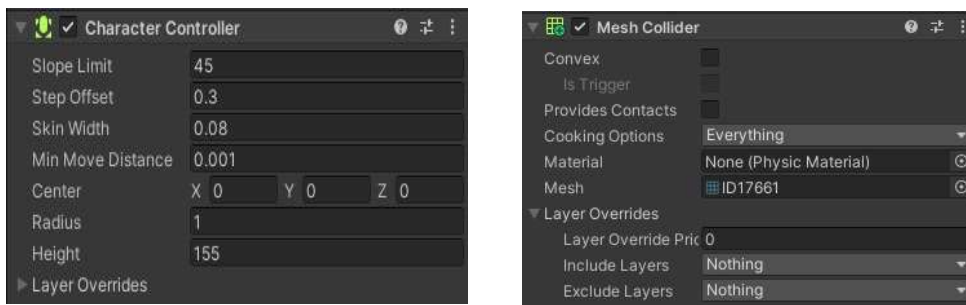 Character Controller
Slope Limit 45
Step Offset 0.3
Skin Width 0.08
Min Move Distance 0.001
Center X 0 Y 0 Z 0
Radius 1
Height 155
Layer Overrides
Mesh Collider
Convex
Is Trigger
Provides Contacts
Cooking Options Everything
Material None (Physic Material)
Mesh ID17661
Layer Overrides
Layer Override Pric 0
Include Layers Nothing
Exclude Layers Nothing